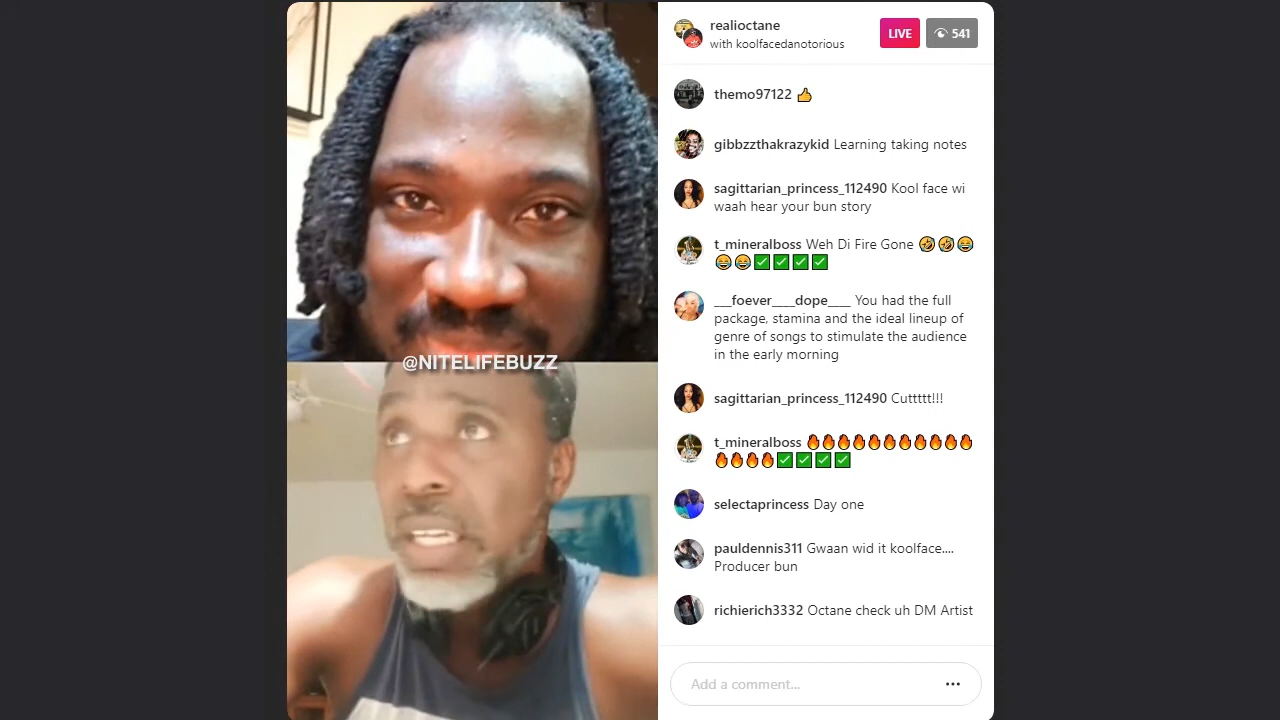 realioctane
with koolfacedanotorious
LIVE
541
themo97122 👍
gibbzzthakrazykid Learning taking notes
sagittarian_princess_112490 Kool face wi
waah hear your bun story
t_mineralboss Weh Di Fire Gone 🤣🤣😂
😂😂✅✅✅✅
___foever____dope____ You had the full
package, stamina and the ideal lineup of
genre of songs to stimulate the audience
in the early morning
sagittarian_princess_112490 Cuttttt!!!
t_mineralboss 🔥🔥🔥🔥🔥🔥🔥🔥🔥🔥🔥
🔥🔥🔥🔥✅✅✅✅
selectaprincess Day one
pauldennis311 Gwaan wid it koolface....
Producer bun
richierich3332 Octane check uh DM Artist
Add a comment...
@NITELIFEBUZZ